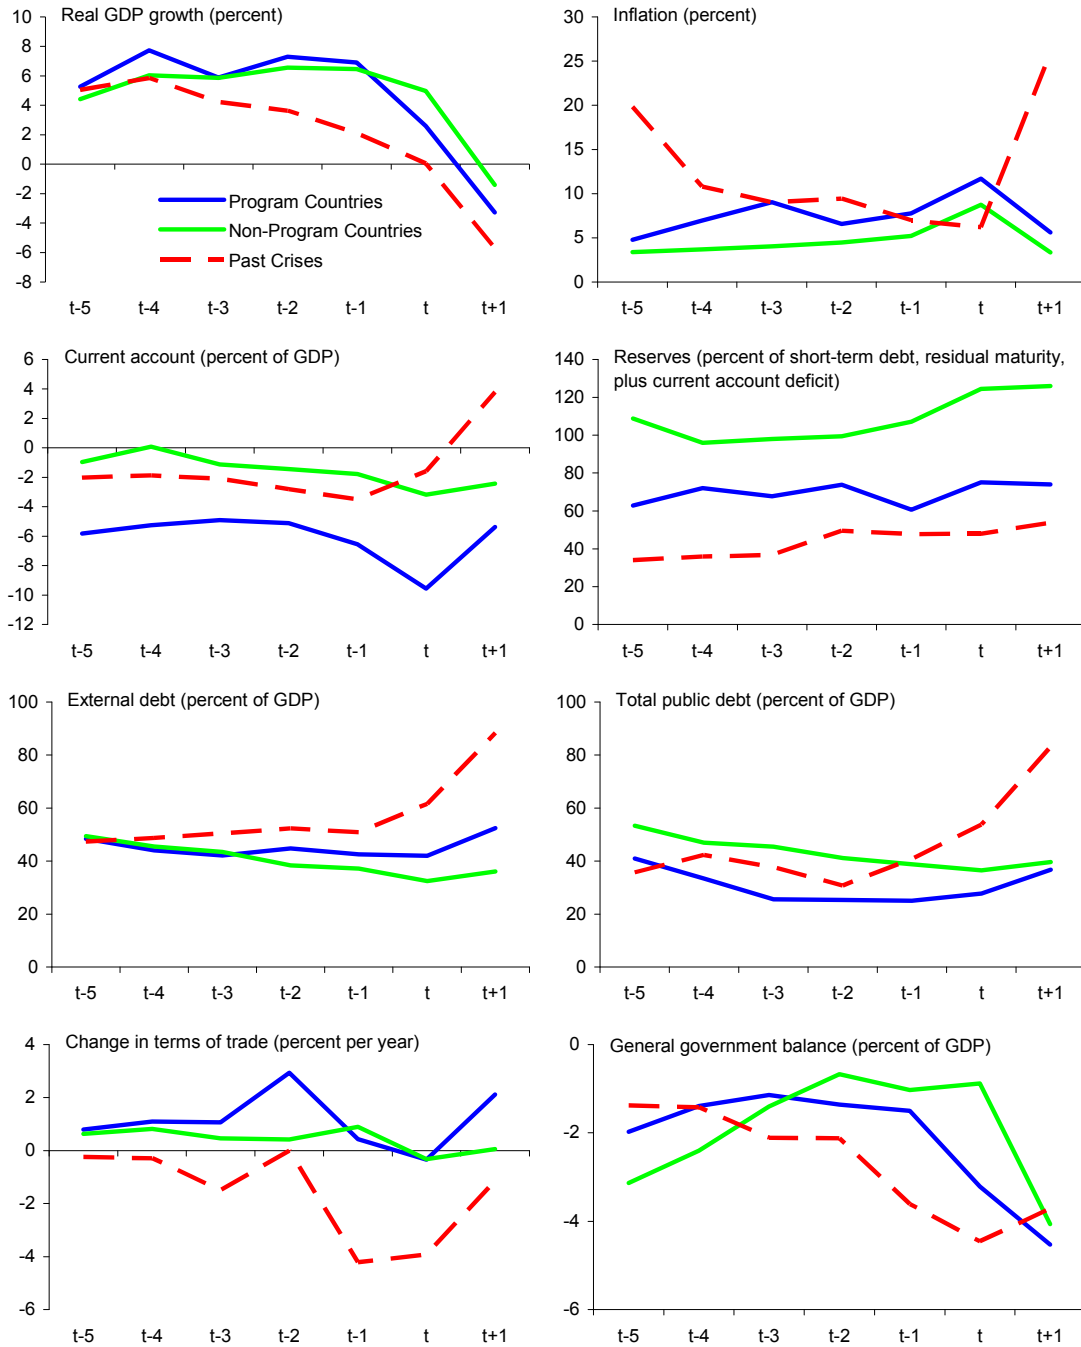 Real GDP growth (percent)
10
8
6
4
2
0
-2
-4
-6
-8
Program Countries
Non-Program Countries
Past Crises
t-5 t-4 t-3 t-2 t-1 t t+1
Inflation (percent)
30
25
20
15
10
5
0
t-5 t-4 t-3 t-2 t-1 t t+1
Current account (percent of GDP)
6
4
2
0
-2
-4
-6
-8
-10
-12
t-5 t-4 t-3 t-2 t-1 t t+1
Reserves (percent of short-term debt, residual maturity,
plus current account deficit)
140
120
100
80
60
40
20
0
t-5 t-4 t-3 t-2 t-1 t t+1
External debt (percent of GDP)
100
80
60
40
20
0
t-5 t-4 t-3 t-2 t-1 t t+1
Total public debt (percent of GDP)
100
80
60
40
20
0
t-5 t-4 t-3 t-2 t-1 t t+1
Change in terms of trade (percent per year)
4
2
0
-2
-4
-6
t-5 t-4 t-3 t-2 t-1 t t+1
General government balance (percent of GDP)
0
-2
-4
-6
t-5 t-4 t-3 t-2 t-1 t t+1